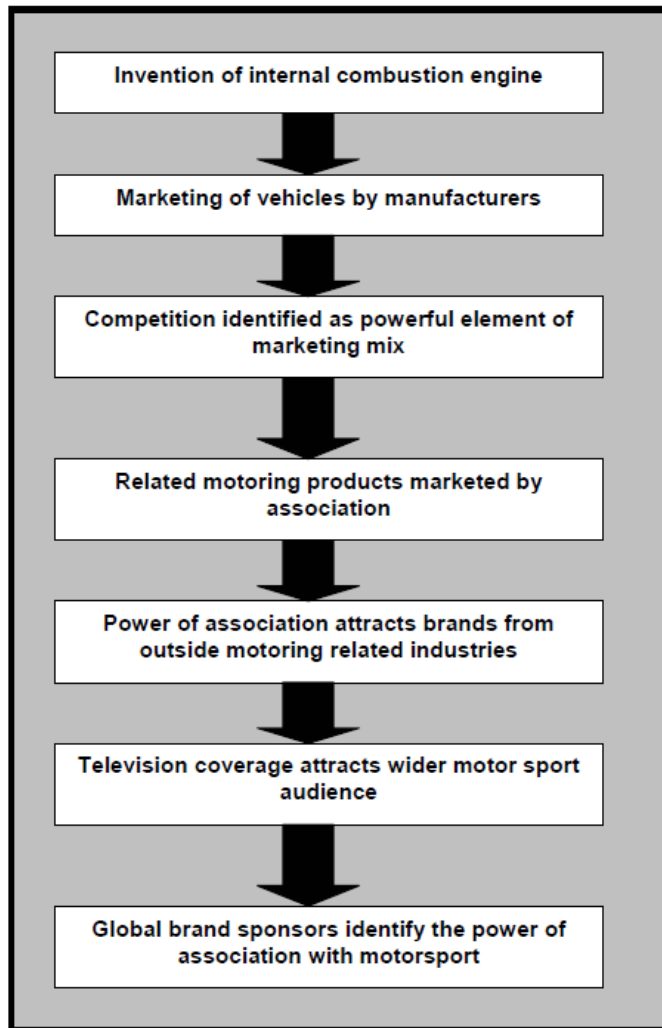 Invention of internal combustion engine
Marketing of vehicles by manufacturers
Competition identified as powerful element of
marketing mix
Related motoring products marketed by
association
Power of association attracts brands from
outside motoring related industries
Television coverage attracts wider motor sport
audience
Global brand sponsors identify the power of
association with motorsport